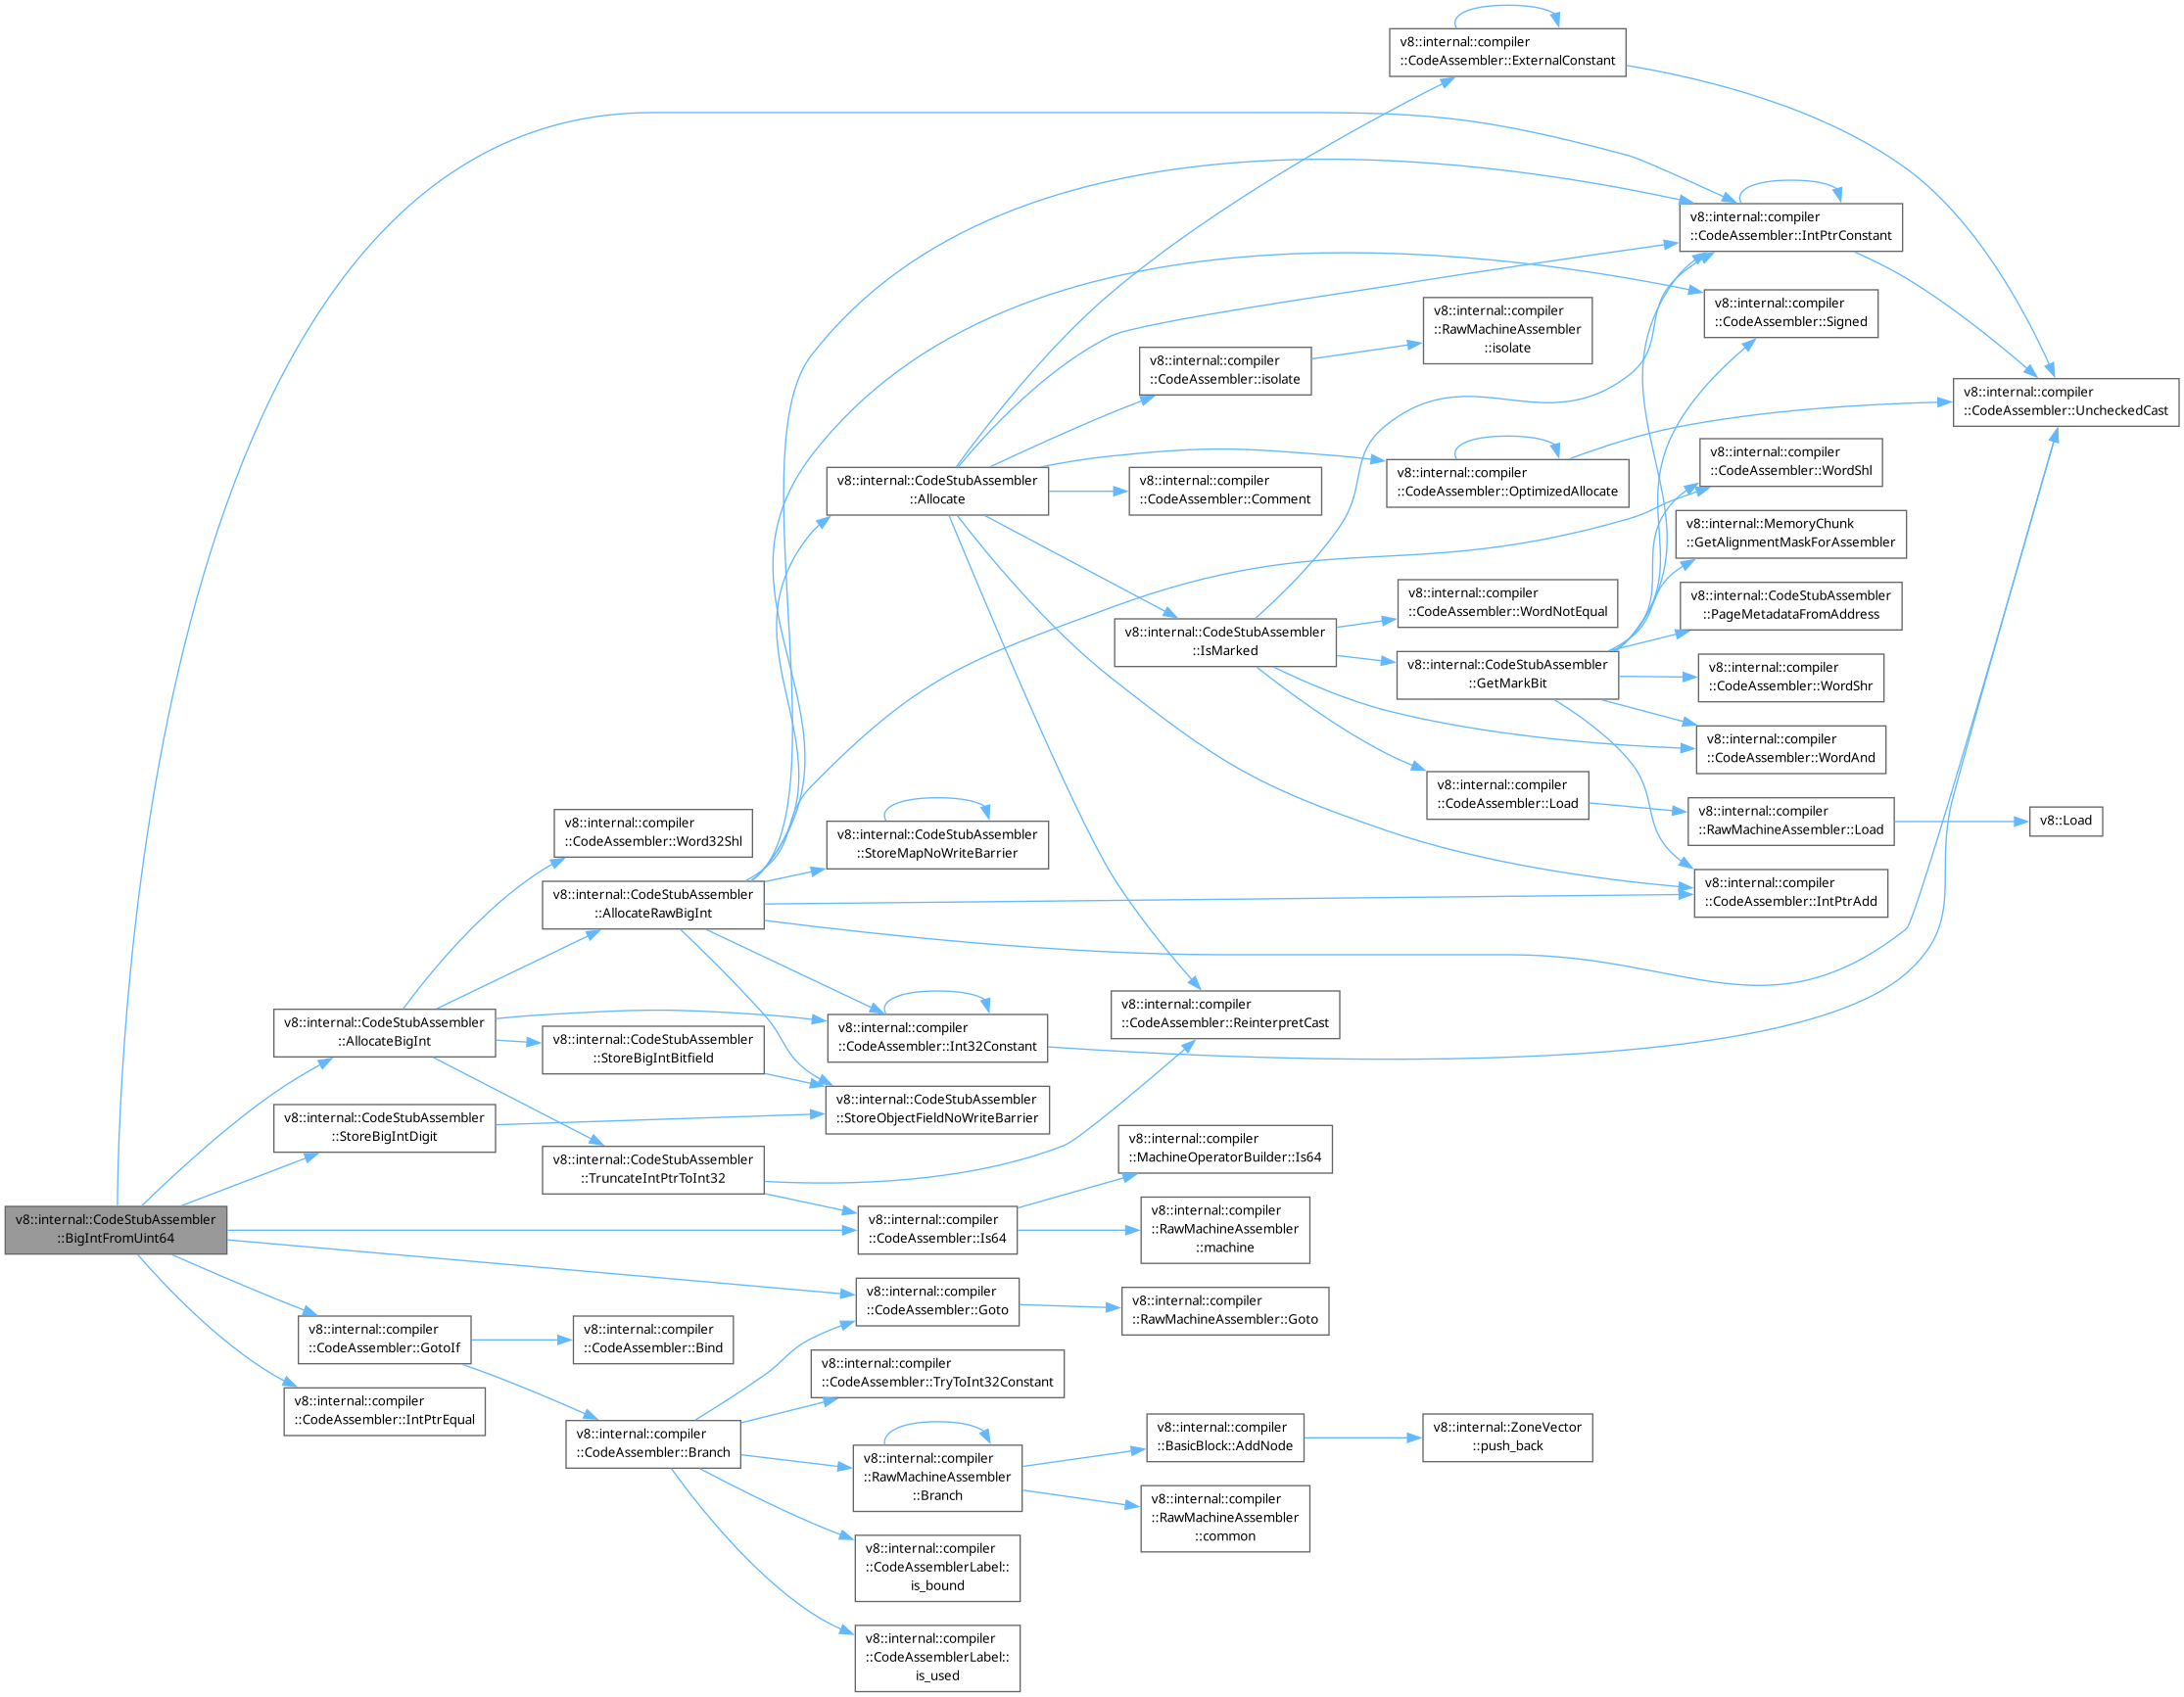 v8::internal::compiler
::CodeAssembler::ExternalConstant
v8::internal::compiler
::CodeAssembler::IntPtrConstant
v8::internal::compiler
::CodeAssembler::Signed
v8::internal::compiler
::RawMachineAssembler
::isolate
v8::internal::compiler
::CodeAssembler::isolate
v8::internal::compiler
::CodeAssembler::UncheckedCast
v8::internal::CodeStubAssembler
::Allocate
v8::internal::compiler
::CodeAssembler::Comment
v8::internal::compiler
::CodeAssembler::OptimizedAllocate
v8::internal::compiler
::CodeAssembler::WordShl
v8::internal::MemoryChunk
::GetAlignmentMaskForAssembler
v8::internal::compiler
::CodeAssembler::WordNotEqual
v8::internal::CodeStubAssembler
::PageMetadataFromAddress
v8::internal::CodeStubAssembler
::IsMarked
v8::internal::CodeStubAssembler
::GetMarkBit
v8::internal::compiler
::CodeAssembler::WordShr
v8::internal::compiler
::CodeAssembler::WordAnd
v8::internal::compiler
::CodeAssembler::Load
v8::internal::compiler
::RawMachineAssembler::Load
v8::Load
v8::internal::compiler
::CodeAssembler::Word32Shl
v8::internal::CodeStubAssembler
::StoreMapNoWriteBarrier
v8::internal::CodeStubAssembler
::AllocateRawBigInt
v8::internal::compiler
::CodeAssembler::IntPtrAdd
v8::internal::compiler
::CodeAssembler::ReinterpretCast
v8::internal::CodeStubAssembler
::AllocateBigInt
v8::internal::CodeStubAssembler
::StoreBigIntBitfield
v8::internal::compiler
::CodeAssembler::Int32Constant
v8::internal::CodeStubAssembler
::StoreObjectFieldNoWriteBarrier
v8::internal::CodeStubAssembler
::StoreBigIntDigit
v8::internal::CodeStubAssembler
::TruncateIntPtrToInt32
v8::internal::compiler
::MachineOperatorBuilder::Is64
v8::internal::CodeStubAssembler
::BigIntFromUint64
v8::internal::compiler
::CodeAssembler::Is64
v8::internal::compiler
::RawMachineAssembler
::machine
v8::internal::compiler
::CodeAssembler::Goto
v8::internal::compiler
::RawMachineAssembler::Goto
v8::internal::compiler
::CodeAssembler::GotoIf
v8::internal::compiler
::CodeAssembler::Bind
v8::internal::compiler
::CodeAssembler::TryToInt32Constant
v8::internal::compiler
::CodeAssembler::IntPtrEqual
v8::internal::compiler
::CodeAssembler::Branch
v8::internal::compiler
::RawMachineAssembler
::Branch
v8::internal::compiler
::BasicBlock::AddNode
v8::internal::ZoneVector
::push_back
v8::internal::compiler
::RawMachineAssembler
::common
v8::internal::compiler
::CodeAssemblerLabel::
is_bound
v8::internal::compiler
::CodeAssemblerLabel::
is_used